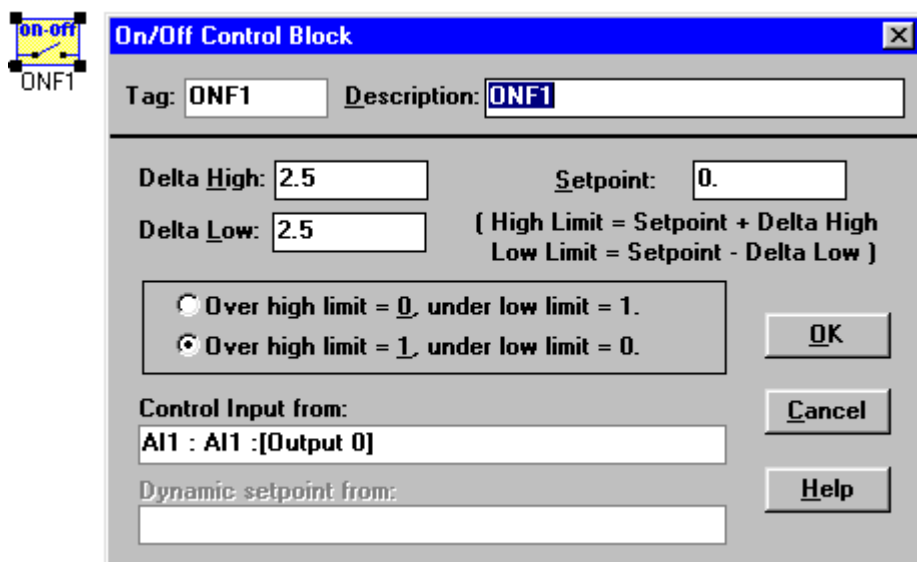 on-off
ONF1
On/Off Control Block
Tag: ONF1 Description: ONF1
Delta High: 2.5 Setpoint: 0.
Delta Low: 2.5 ( High Limit = Setpoint + Delta High
Low Limit = Setpoint - Delta Low )
Over high limit = 0, under low limit = 1.
Over high limit = 1, under low limit = 0.
OK
Control Input from:
Cancel
AI1 : AI1 :[Output 0]
Dynamic setpoint from:
Help